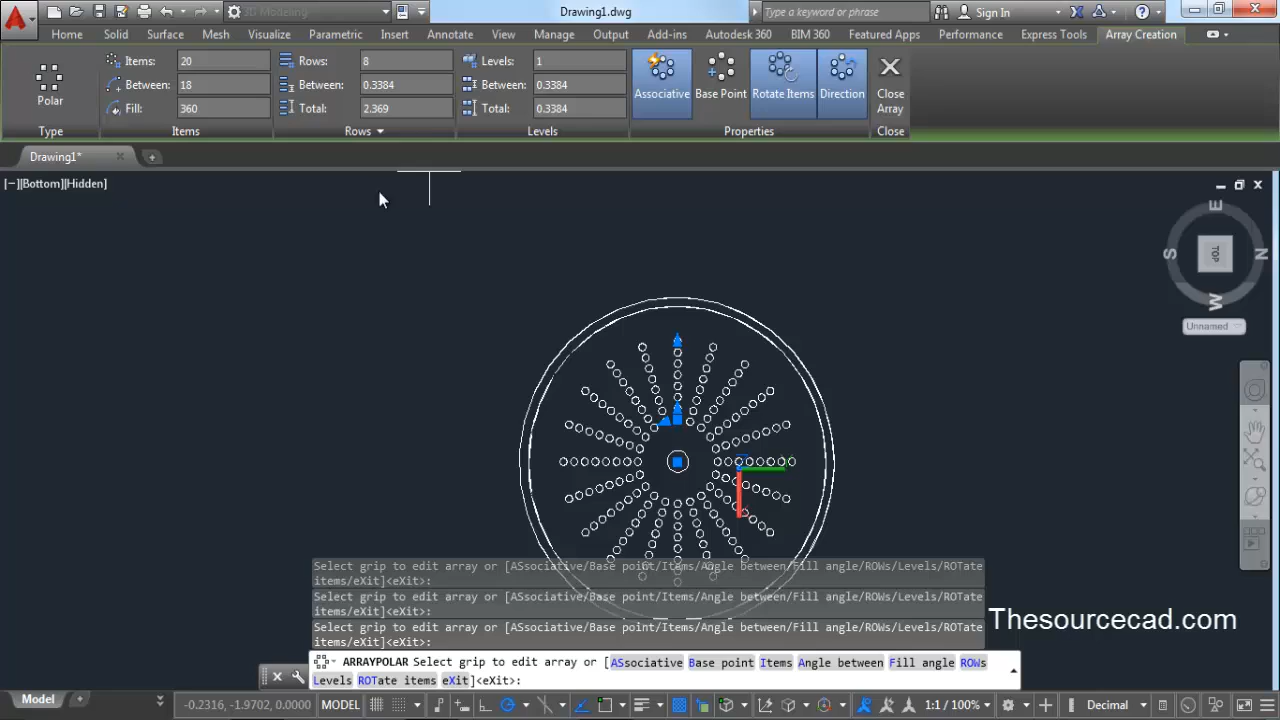 3D Modeling
Drawing1.dwg
Type a keyword or phrase
Sign In
Home Solid Surface Mesh Visualize Parametric Insert Annotate View Manage Output Add-ins Autodesk 360 BIM 360 Featured Apps Performance Express Tools Array Creation
Polar
Type
Items: 20
Between: 18
Fill: 360
Items
Rows: 8
Between: 0.3384
Total: 2.369
Rows
Levels: 1
Between: 0.3384
Total: 0.3384
Levels
Associative
Base Point
Rotate Items
Direction
Properties
Close
Array
Close
Drawing1*
[−][Bottom][Hidden]
E
S
TOP
N
W
Unnamed
Select grip to edit array or [ASsociative/Base point/Items/Angle between/Fill angle/ROWs/Levels/ROTate
items/eXit]<eXit>:
Select grip to edit array or [ASsociative/Base point/Items/Angle between/Fill angle/ROWs/Levels/ROTate
items/eXit]<eXit>:
Select grip to edit array or [ASsociative/Base point/Items/Angle between/Fill angle/ROWs/Levels/ROTate
items/eXit]<eXit>:
Thesourcecad.com
ARRAYPOLAR Select grip to edit array or [ASsociative Base point Items Angle between Fill angle ROWs
Levels ROTate items eXit]<eXit>:
Model
-0.2316, -1.9702, 0.0000
MODEL
1:1 / 100%
Decimal